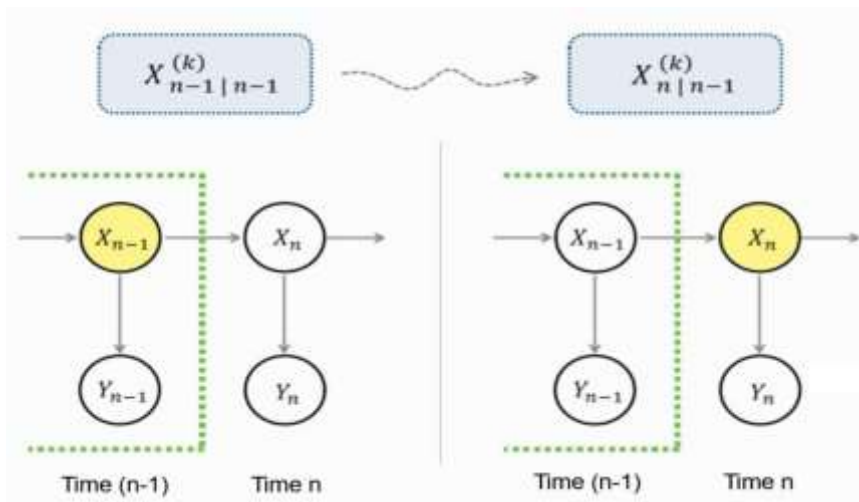 X^{(k)}_{n-1 | n-1}
X^{(k)}_{n | n-1}
X_{n-1}
X_n
X_{n-1}
X_n
Y_{n-1}
Y_n
Y_{n-1}
Y_n
Time (n-1)
Time n
Time (n-1)
Time n